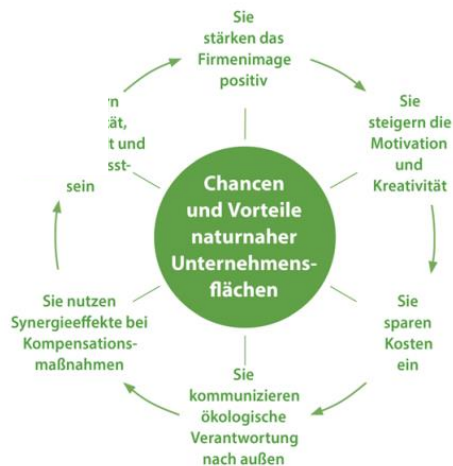 Sie
stärken das
Firmenimage
positiv
Sie
steigern die
Motivation
und
Kreativität
Sie
sparen
Kosten
ein
Sie
kommunizieren
ökologische
Verantwortung
nach außen
Sie nutzen
Synergieeffekte bei
Kompensations-
maßnahmen
und
sein
Chancen
und Vorteile
naturnaher
Unternehmens-
flächen